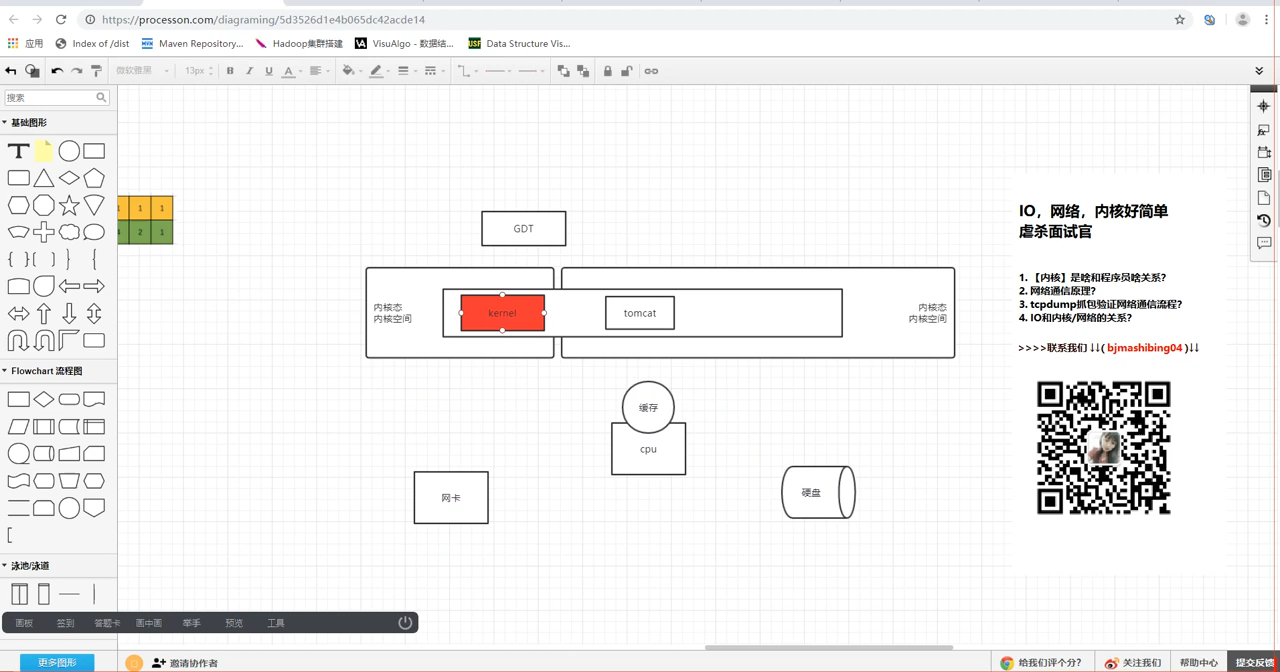 https://processon.com/diagraming/5d3526d1e4b065dc42acde14
应用 Index of /dist Maven Repository... Hadoop集群搭建 VisuAlgo - 数据结... Data Structure Vis...
微软雅黑 13px B I U A
搜索
基础图形
T
1 1
2 1
GDT
IO，网络，内核好简单
虐杀面试官
内核态
内核空间
kernel
tomcat
内核态
内核空间
1. 【内核】是啥和程序员啥关系?
2. 网络通信原理?
3. tcpdump抓包验证网络通信流程?
4. IO和内核/网络的关系?
>>>>联系我们 ↓↓( bjmashibing04 )↓↓
缓存
cpu
网卡
硬盘
Flowchart 流程图
泳池/泳道
画板 签到 答题卡 画中画 举手 预览 工具
更多图形
邀请协作者
给我们评个分? 关注我们 帮助中心 提交反馈